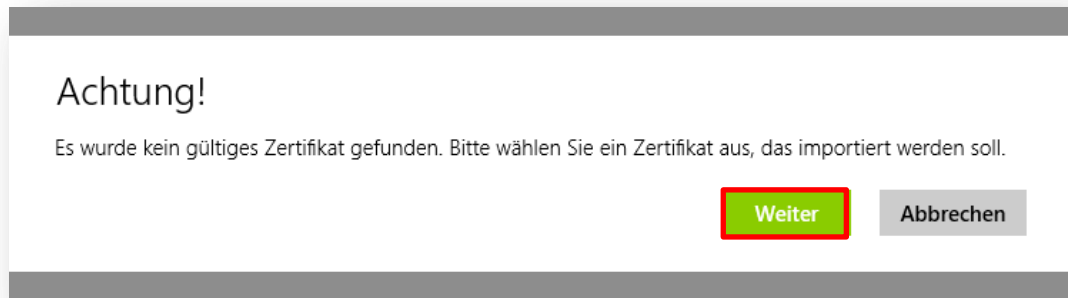 Achtung!
Es wurde kein gültiges Zertifikat gefunden. Bitte wählen Sie ein Zertifikat aus, das importiert werden soll.
Weiter Abbrechen